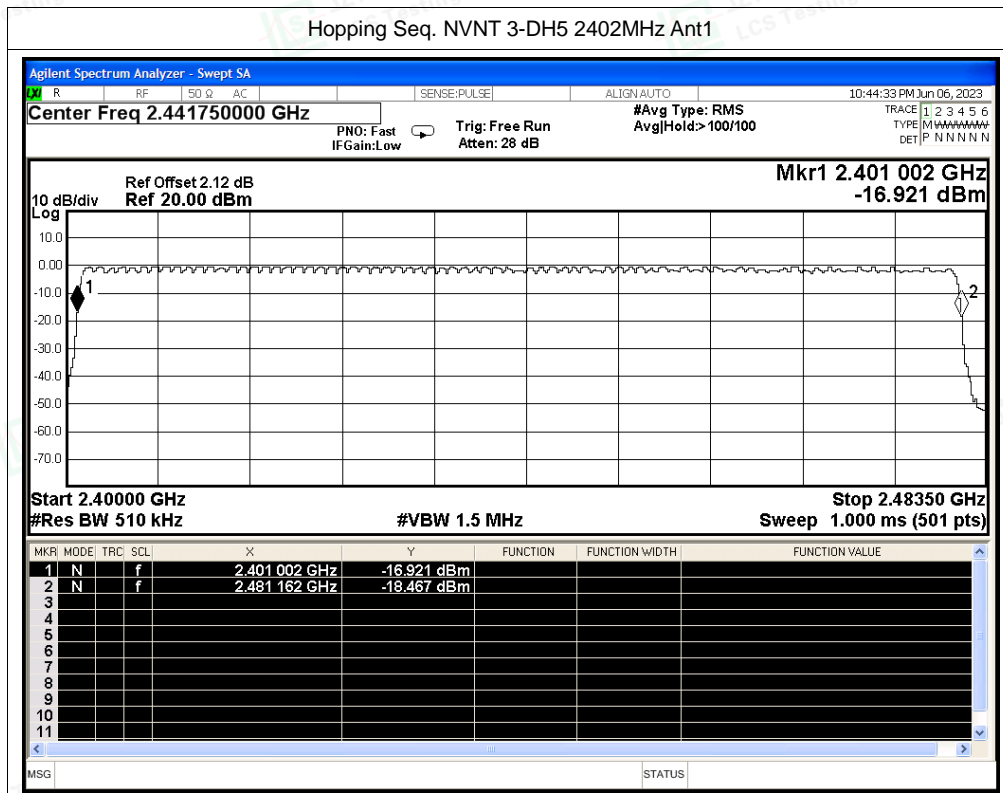 Hopping Seq. NVNT 3-DH5 2402MHz Ant1
Agilent Spectrum Analyzer - Swept SA
LXI R RF 50 Ω AC SENSE:PULSE ALIGN AUTO 10:44:33 PM Jun 06, 2023
Center Freq 2.441750000 GHz
PNO: Fast
IFGain:Low
Trig: Free Run
Atten: 28 dB
#Avg Type: RMS
Avg|Hold:>100/100
TRACE 1 2 3 4 5 6
TYPE M
DET P N N N N N
Mkr1 2.401 002 GHz
-16.921 dBm
Ref Offset 2.12 dB
10 dB/div Ref 20.00 dBm
Log
10.0
0.00
-10.0
-20.0
-30.0
-40.0
-50.0
-60.0
-70.0
1
2
Start 2.40000 GHz Stop 2.48350 GHz
#Res BW 510 kHz #VBW 1.5 MHz Sweep 1.000 ms (501 pts)
MKR MODE TRC SCL X Y FUNCTION FUNCTION WIDTH FUNCTION VALUE
1 N f 2.401 002 GHz -16.921 dBm
2 N f 2.481 162 GHz -18.467 dBm
3
4
5
6
7
8
9
10
11
MSG STATUS